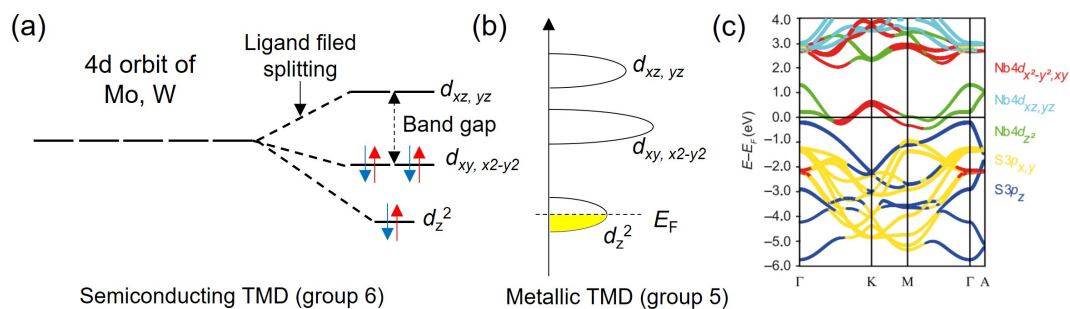 (a)
4d orbit of
Mo, W
Ligand filed
splitting
d_xz, yz
Band gap
d_xy, x2-y2
d_z^2
Semiconducting TMD (group 6)
(b)
d_xz, yz
d_xy, x2-y2
E_F
d_z^2
Metallic TMD (group 5)
(c)
E–E_F (eV)
4.0
3.0
2.0
1.0
0.0
–1.0
–2.0
–3.0
–4.0
–5.0
–6.0
Γ K M Γ A
Nb4d_x²-y²,xy
Nb4d_xz,yz
Nb4d_z²
S3p_x,y
S3p_z